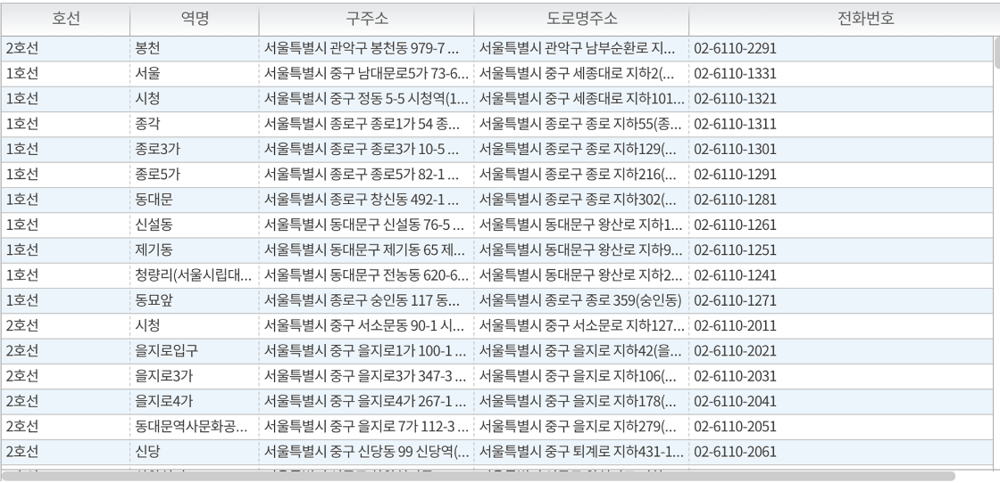 호선 역명 구주소 도로명주소 전화번호
2호선 봉천 서울특별시 관악구 봉천동 979-7 ... 서울특별시 관악구 남부순환로 지... 02-6110-2291
1호선 서울 서울특별시 중구 남대문로5가 73-6... 서울특별시 중구 세종대로 지하2(... 02-6110-1331
1호선 시청 서울특별시 중구 정동 5-5 시청역(1... 서울특별시 중구 세종대로 지하101... 02-6110-1321
1호선 종각 서울특별시 종로구 종로1가 54 종... 서울특별시 종로구 종로 지하55(종... 02-6110-1311
1호선 종로3가 서울특별시 종로구 종로3가 10-5 ... 서울특별시 종로구 종로 지하129(... 02-6110-1301
1호선 종로5가 서울특별시 종로구 종로5가 82-1 ... 서울특별시 종로구 종로 지하216(... 02-6110-1291
1호선 동대문 서울특별시 종로구 창신동 492-1 ... 서울특별시 종로구 종로 지하302(... 02-6110-1281
1호선 신설동 서울특별시 동대문구 신설동 76-5 ... 서울특별시 동대문구 왕산로 지하1... 02-6110-1261
1호선 제기동 서울특별시 동대문구 제기동 65 제... 서울특별시 동대문구 왕산로 지하9... 02-6110-1251
1호선 청량리(서울시립대... 서울특별시 동대문구 전농동 620-6... 서울특별시 동대문구 왕산로 지하2... 02-6110-1241
1호선 동묘앞 서울특별시 종로구 숭인동 117 동... 서울특별시 종로구 종로 359(숭인동) 02-6110-1271
2호선 시청 서울특별시 중구 서소문동 90-1 시... 서울특별시 중구 서소문로 지하127... 02-6110-2011
2호선 을지로입구 서울특별시 중구 을지로1가 100-1 ... 서울특별시 중구 을지로 지하42(을... 02-6110-2021
2호선 을지로3가 서울특별시 중구 을지로3가 347-3 ... 서울특별시 중구 을지로 지하106(... 02-6110-2031
2호선 을지로4가 서울특별시 중구 을지로4가 267-1 ... 서울특별시 중구 을지로 지하178(... 02-6110-2041
2호선 동대문역사문화공... 서울특별시 중구 을지로 7가 112-3 ... 서울특별시 중구 을지로 지하279(... 02-6110-2051
2호선 신당 서울특별시 중구 신당동 99 신당역(... 서울특별시 중구 퇴계로 지하431-1... 02-6110-2061